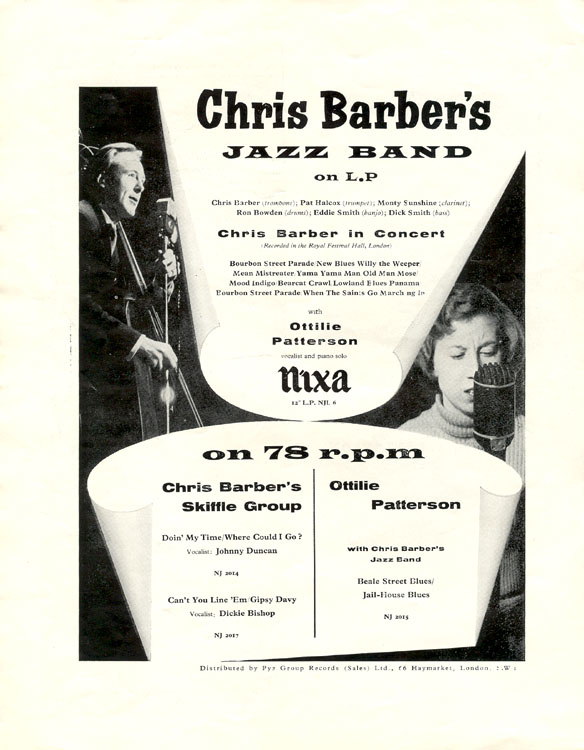 Chris Barber's
JAZZ BAND
on L.P
Chris Barber (trombone); Pat Halcox (trumpet); Monty Sunshine (clarinet);
Ron Bowden (drums); Eddie Smith (banjo); Dick Smith (bass)
Chris Barber in Concert
(Recorded in the Royal Festival Hall, London)
Bourbon Street Parade/New Blues/Willy the Weeper/
Mean Mistreater/Yama Yama Man/Old Man Mose/
Mood Indigo/Bearcat Crawl/Lowland Blues/Panama/
Bourbon Street Parade/When The Saints Go Marching In
with
Ottilie
Patterson
vocalist and piano solo
nixa
12" L.P. NJL 6
on 78 r.p.m
Chris Barber's
Skiffle Group
Doin' My Time/Where Could I Go?
Vocalist: Johnny Duncan
NJ 2014
Can't You Line 'Em/Gipsy Davy
Vocalist: Dickie Bishop
NJ 2017
Ottilie
Patterson
with Chris Barber's
Jazz Band
Beale Street Blues/
Jail-House Blues
NJ 2015
Distributed by Pye Group Records (Sales) Ltd., 66 Haymarket, London. S.W 1